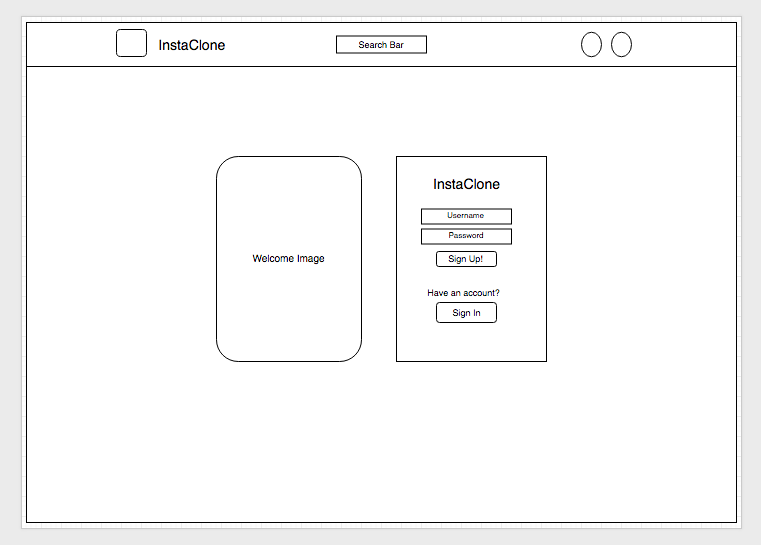 InstaClone
Search Bar
Welcome Image
InstaClone
Username
Password
Sign Up!
Have an account?
Sign In